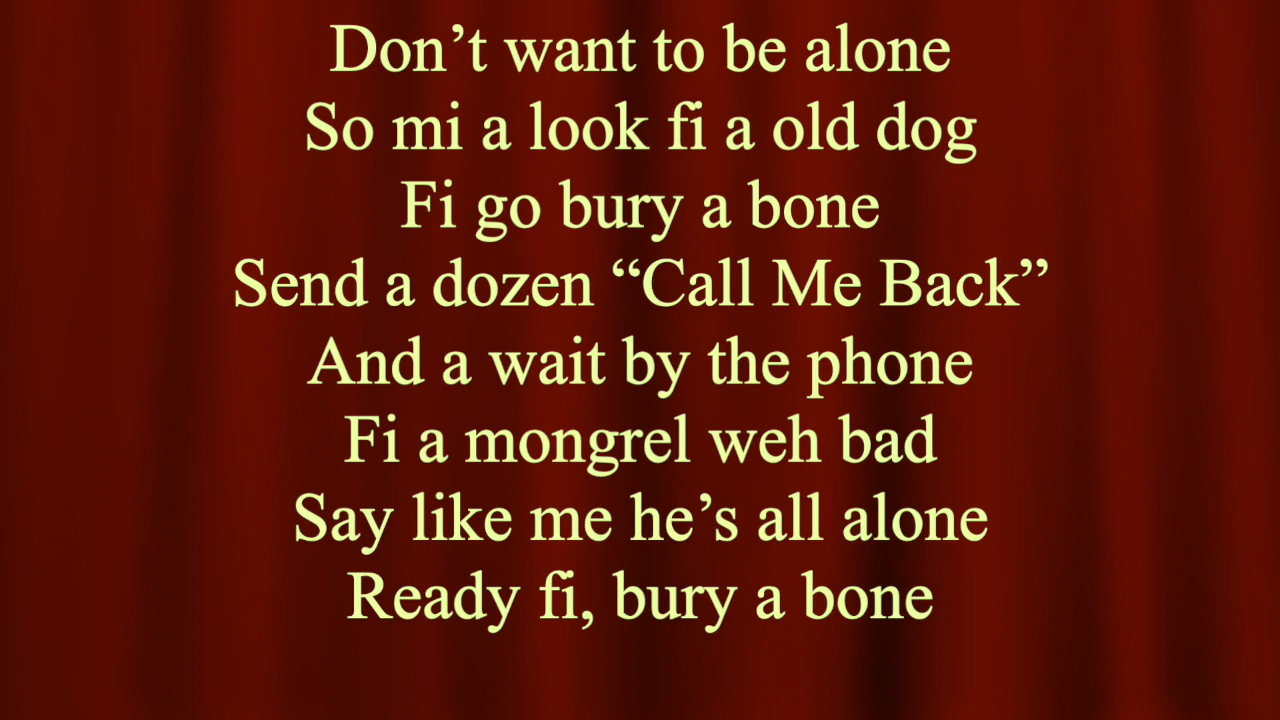 Don’t want to be alone
So mi a look fi a old dog
Fi go bury a bone
Send a dozen “Call Me Back”
And a wait by the phone
Fi a mongrel weh bad
Say like me he’s all alone
Ready fi, bury a bone